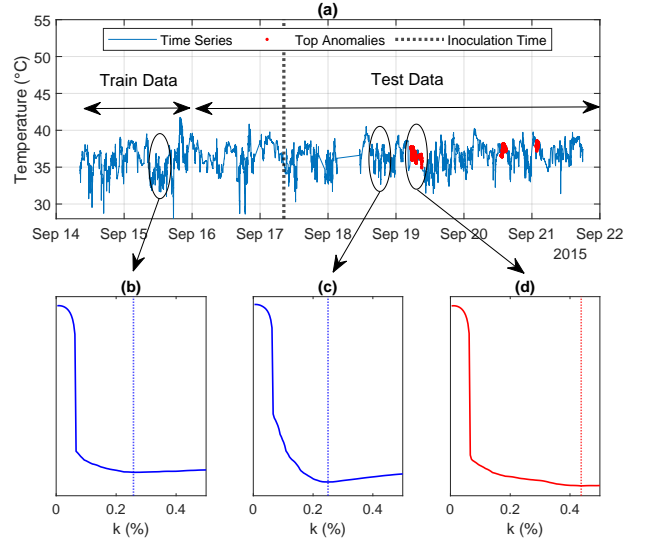 (a)
55
50
45
40
35
30
Temperature (°C)
Time Series
Top Anomalies
Inoculation Time
Train Data
Test Data
Sep 14
Sep 15
Sep 16
Sep 17
Sep 18
Sep 19
Sep 20
Sep 21
Sep 22
2015
(b)
(c)
(d)
0
0.2
0.4
0
0.2
0.4
0
0.2
0.4
k (%)
k (%)
k (%)